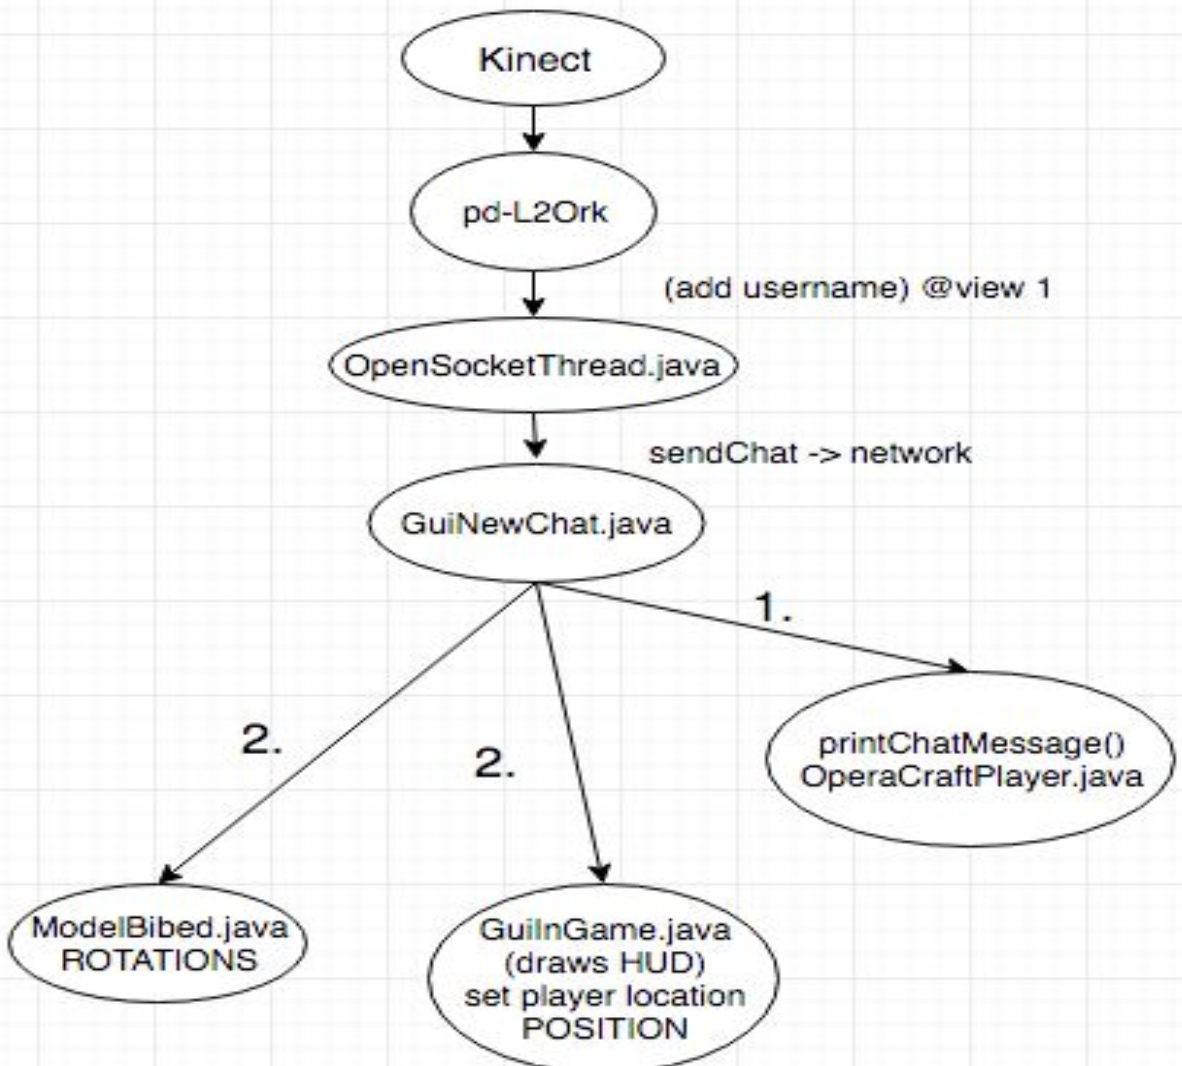 Kinect
pd-L2Ork
(add username) @view 1
OpenSocketThread.java
sendChat -> network
GuiNewChat.java
1.
2.
2.
printChatMessage()
OperaCraftPlayer.java
ModelBibed.java
ROTATIONS
GuiInGame.java
(draws HUD)
set player location
POSITION